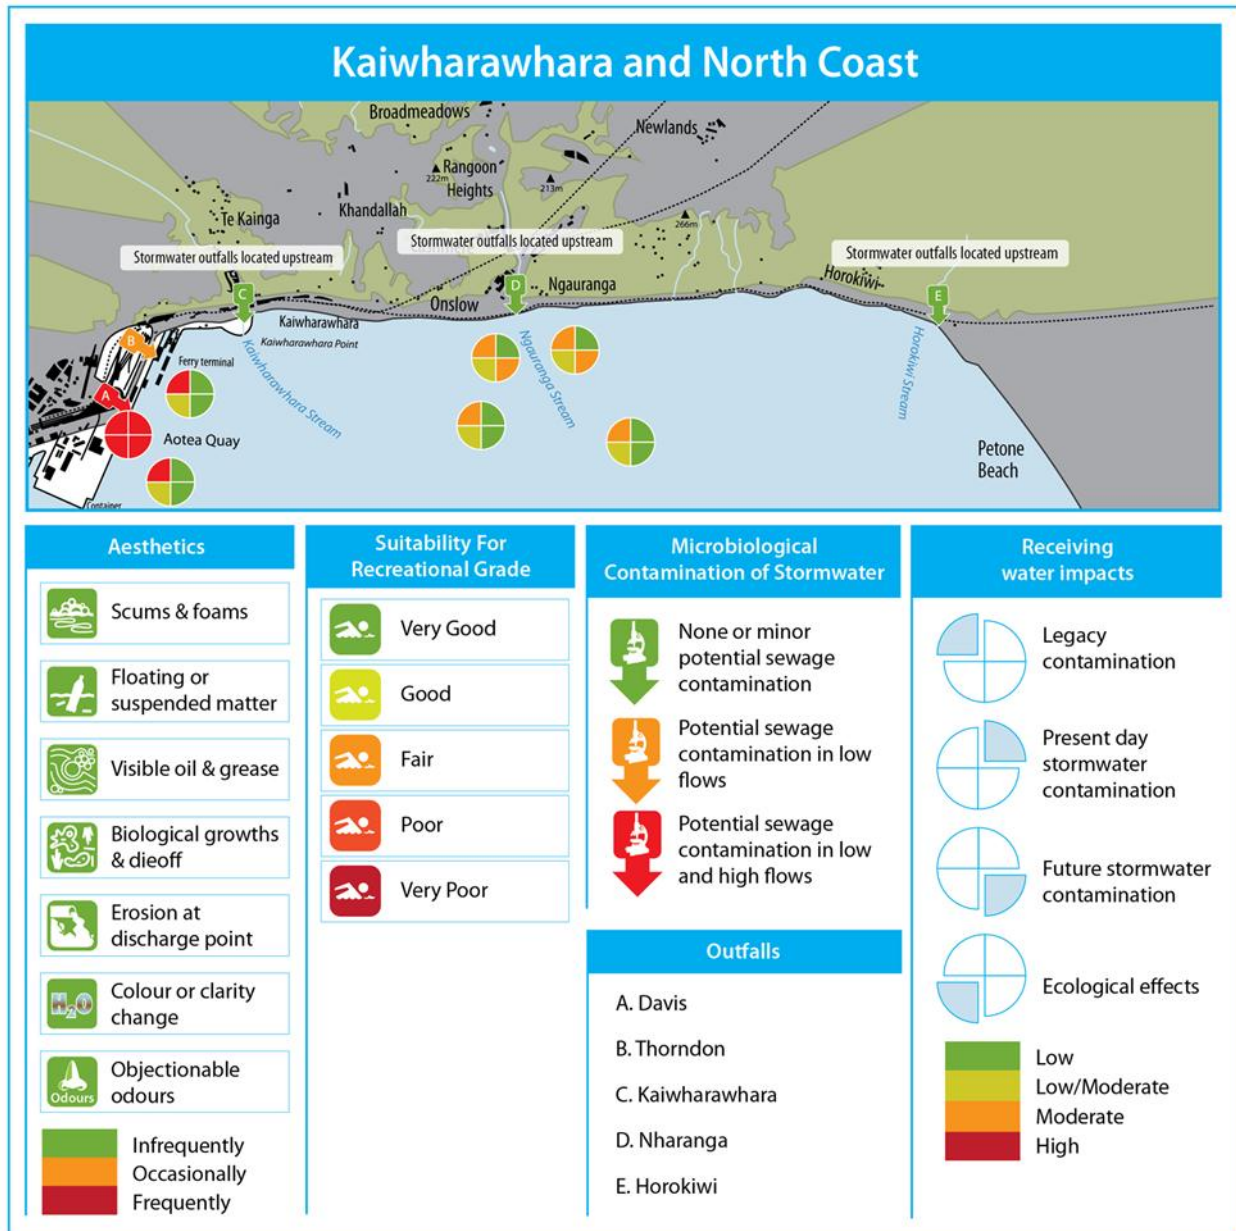 Kaiwharawhara and North Coast
Broadmeadows
Newlands
Rangoon
Heights
222m
213m
Te Kainga
Khandallah
266m
Stormwater outfalls located upstream
Stormwater outfalls located upstream
Stormwater outfalls located upstream
Horokiwi
C
D
E
Onslow
Ngauranga
Kaiwharawhara
Kaiwharawhara Point
B
Ferry terminal
A
Kaiwharawhara Stream
Ngauranga Stream
Horokiwi Stream
Aotea Quay
Petone
Beach
Container
Aesthetics
Scums & foams
Floating or
suspended matter
Visible oil & grease
Biological growths
& dieoff
Erosion at
discharge point
H2O
Colour or clarity
change
Odours
Objectionable
odours
Infrequently
Occasionally
Frequently
Suitability For
Recreational Grade
Very Good
Good
Fair
Poor
Very Poor
Microbiological
Contamination of Stormwater
None or minor
potential sewage
contamination
Potential sewage
contamination in low
flows
Potential sewage
contamination in low
and high flows
Outfalls
A. Davis
B. Thorndon
C. Kaiwharawhara
D. Nharanga
E. Horokiwi
Receiving
water impacts
Legacy
contamination
Present day
stormwater
contamination
Future stormwater
contamination
Ecological effects
Low
Low/Moderate
Moderate
High